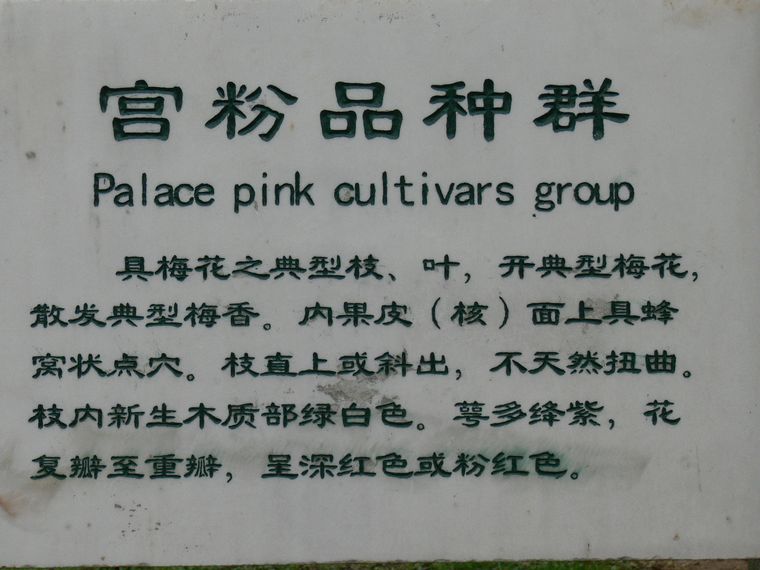 宫粉品种群
Palace pink cultivars group
具梅花之典型枝、叶，开典型梅花，
散发典型梅香。内果皮（核）面上具蜂
窝状点穴。枝直上或斜出，不天然扭曲。
枝内新生木质部绿白色。萼多绛紫，花
复瓣至重瓣，呈深红色或粉红色。